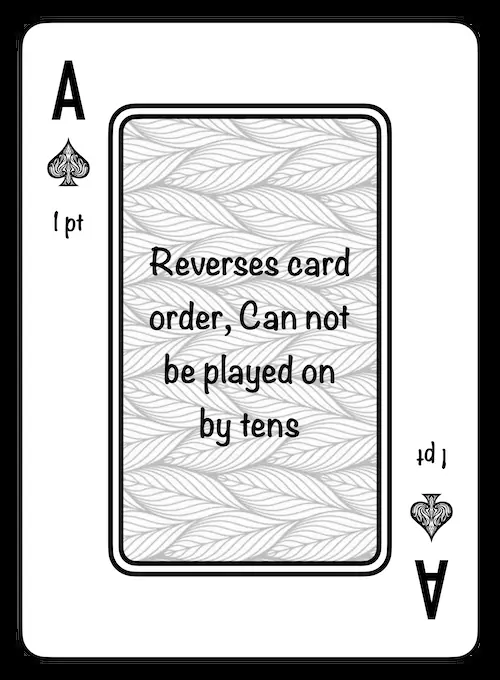 A
1 pt
Reverses card
order, Can not
be played on
by tens
1 pt
A